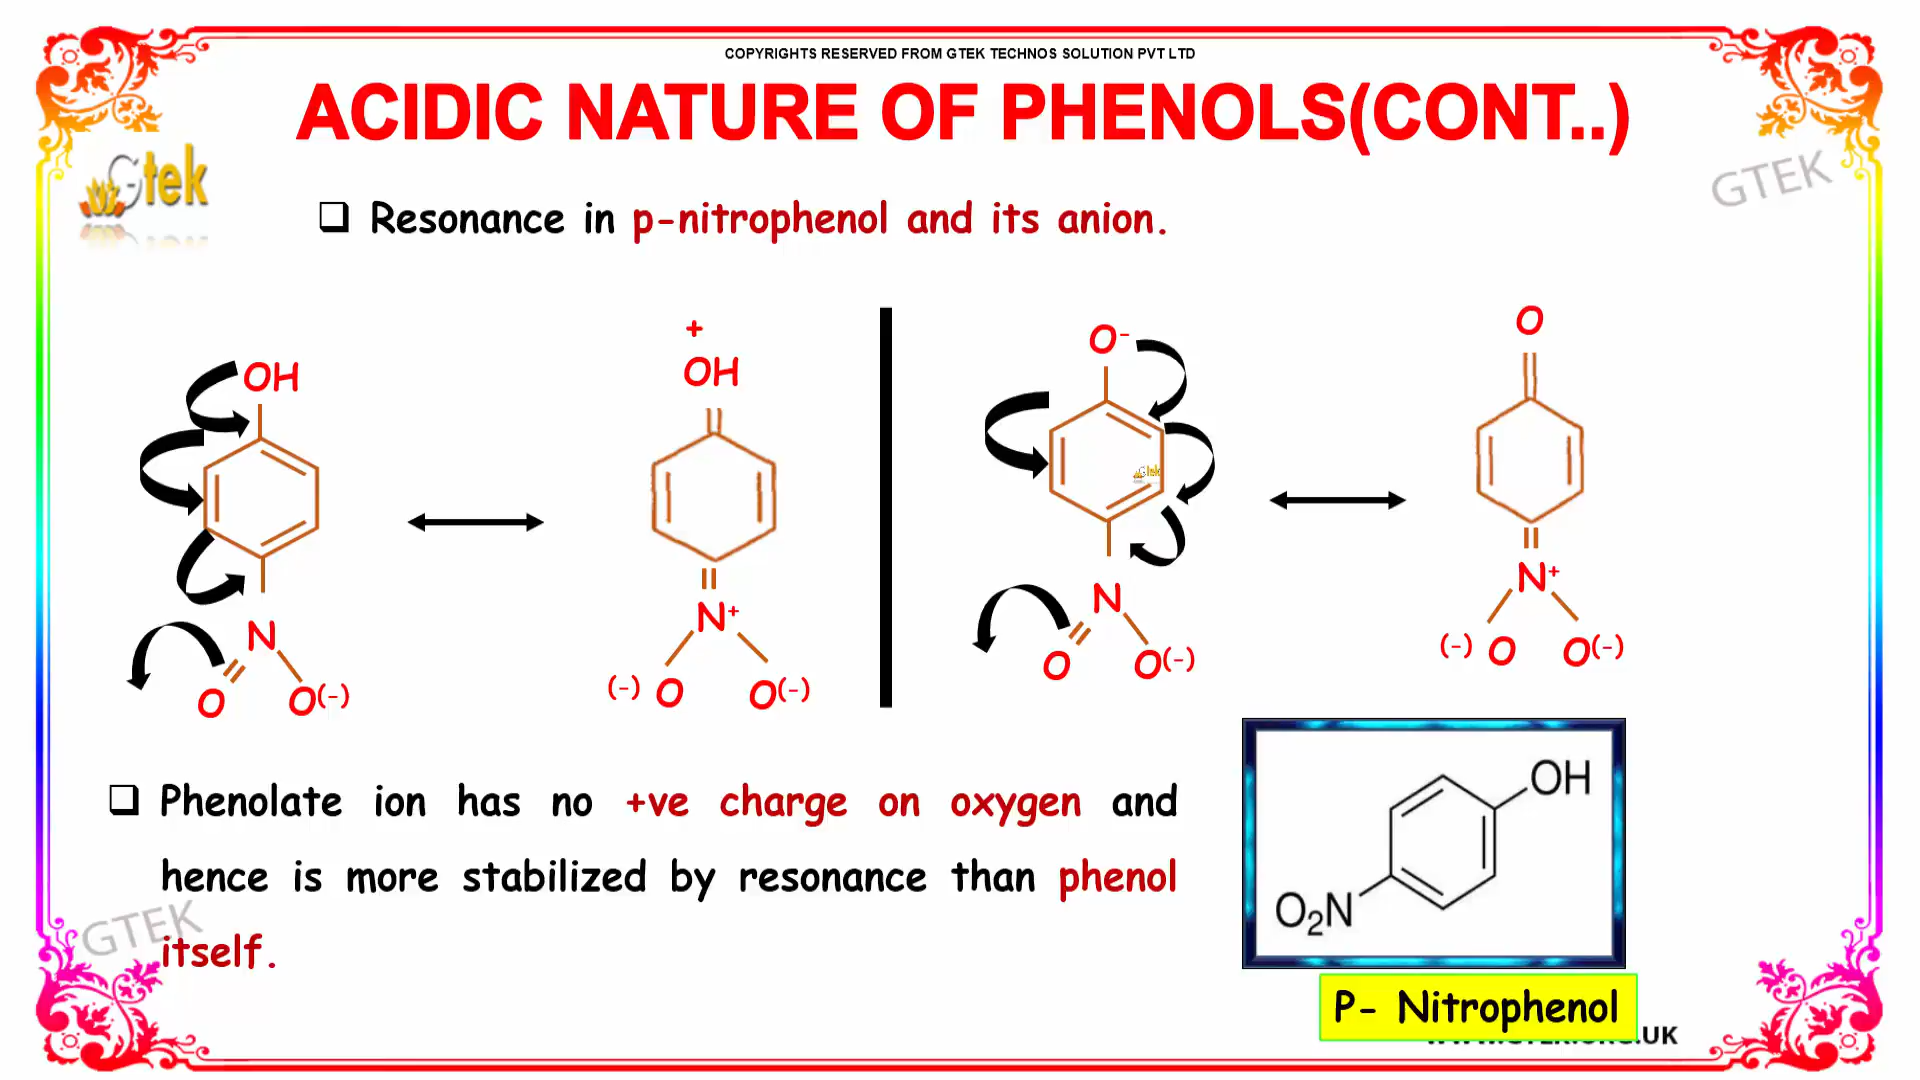 COPYRIGHTS RESERVED FROM GTEK TECHNOS SOLUTION PVT LTD
ACIDIC NATURE OF PHENOLS(CONT..)
Gtek
GTEK
❑ Resonance in p-nitrophenol and its anion.
+
OH
OH
N
O
O(-)
N+
(-) O
O(-)
O-
Gtek
N
O
O(-)
O
N+
(-) O
O(-)
❑ Phenolate ion has no +ve charge on oxygen and
hence is more stabilized by resonance than phenol
itself.
GTEK
OH
O2N
P- Nitrophenol
.UK